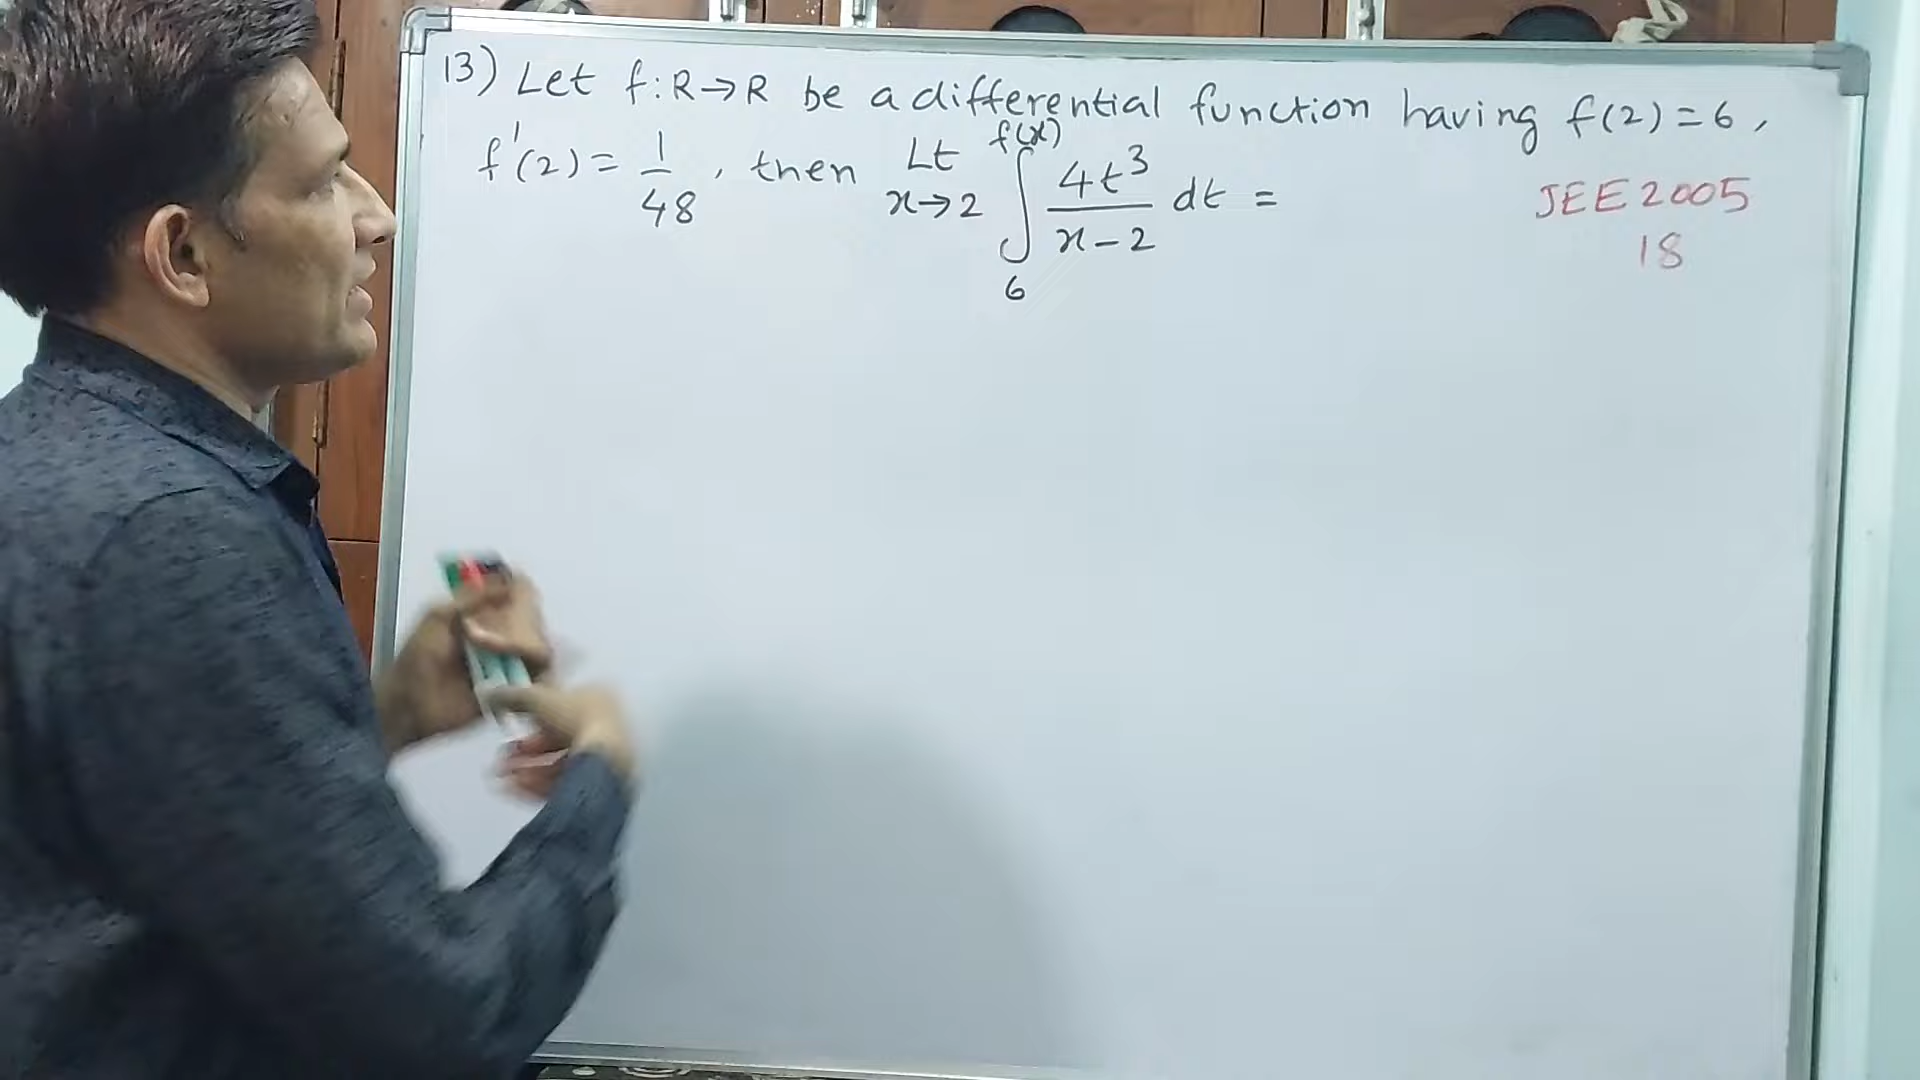 13) Let f:R→R be a differential function having f(2)=6,
f'(2)= 1/48, then Lt x→2 ∫_6^f(x) 4t³/(x-2) dt =
JEE 2005
18